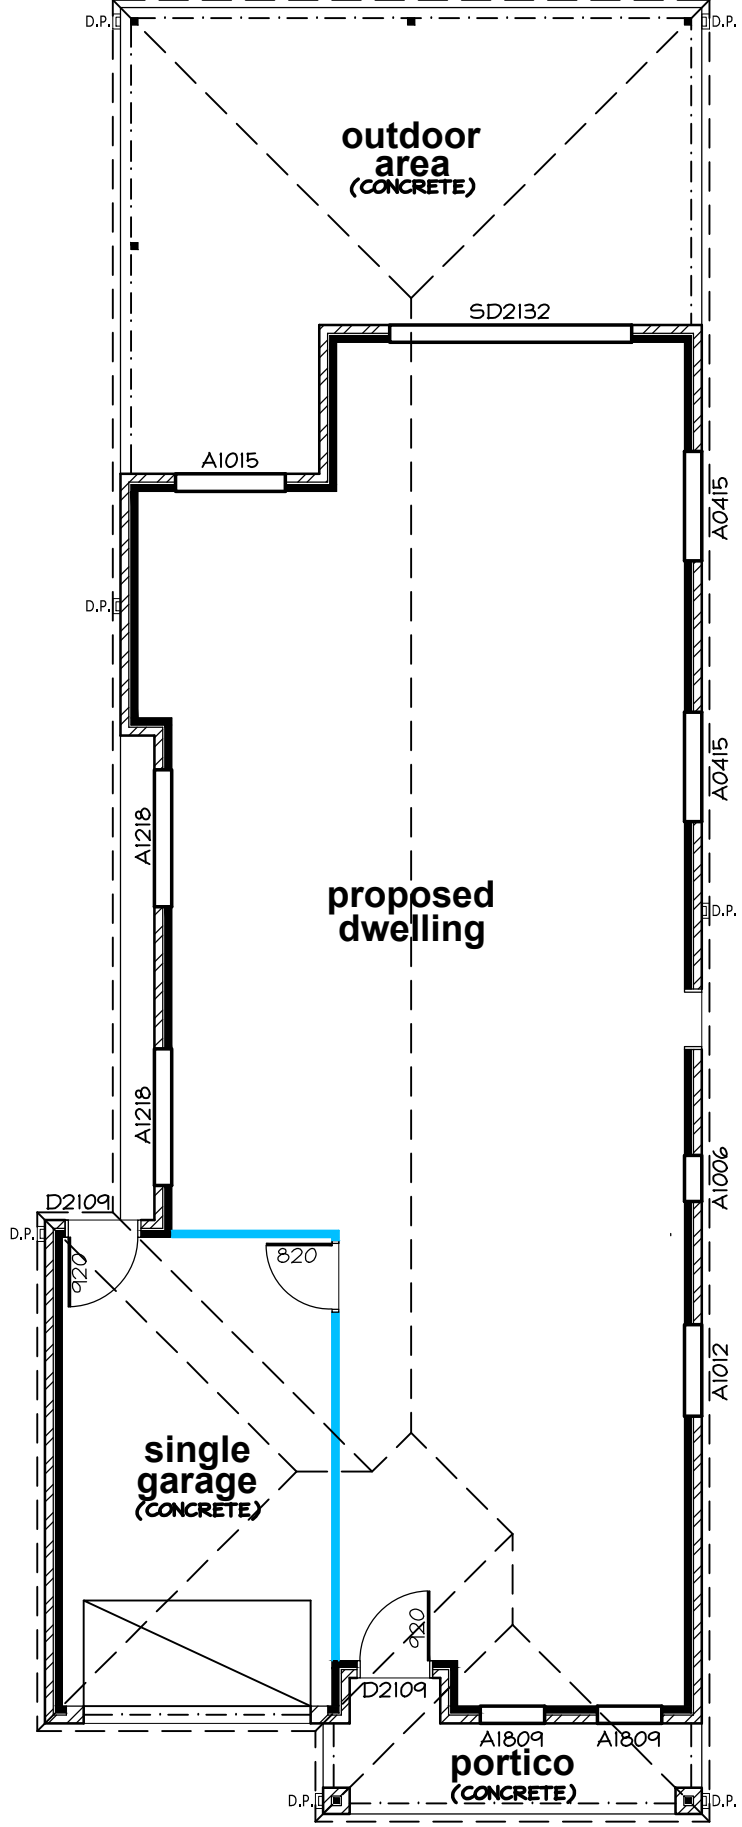 D.P.
D.P.
outdoor
area
(CONCRETE)
SD2132
A1015
A0415
D.P.
A0415
A1218
proposed
dwelling
D.P.
A1218
A1006
D2109
D.P.
920
820
A1012
single
garage
(CONCRETE)
920
D2109
A1809
A1809
portico
(CONCRETE)
D.P.
D.P.